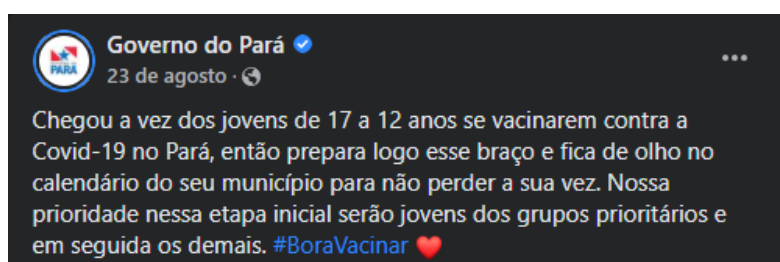 PARÁ
Governo do Pará
23 de agosto ·
Chegou a vez dos jovens de 17 a 12 anos se vacinarem contra a
Covid-19 no Pará, então prepara logo esse braço e fica de olho no
calendário do seu município para não perder a sua vez. Nossa
prioridade nessa etapa inicial serão jovens dos grupos prioritários e
em seguida os demais. #BoraVacinar ❤️